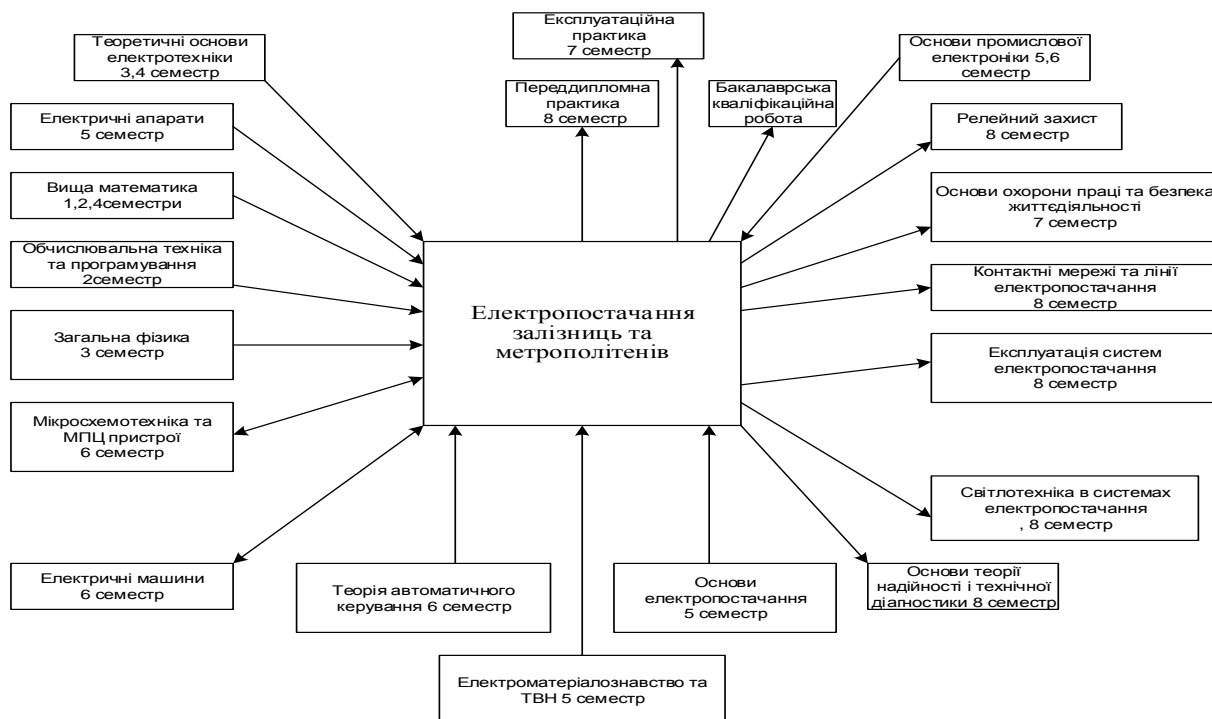 Експлуатаційна
практика
7 семестр
Теоретичні основи
електротехніки
3,4 семестр
Основи промислової
електроніки 5,6
семестр
Переддипломна
практика
8 семестр
Бакалаврська
кваліфікаційна
робота
Електричні апарати
5 семестр
Релейний захист
8 семестр
Вища математика
1,2,4семестри
Основи охорони праці та безпека
життєдіяльності
7 семестр
Обчислювальна техніка
та програмування
2семестр
Контактні мережі та лінії
електропостачання
8 семестр
Електропостачання
залізниць та
метрополітенів
Загальна фізика
3 семестр
Експлуатація систем
електропостачання
8 семестр
Мікросхемотехніка та
МПЦ пристрої
6 семестр
Світлотехніка в системах
електропостачання
, 8 семестр
Електричні машини
6 семестр
Теорія автоматичного
керування 6 семестр
Основи
електропостачання
5 семестр
Основи теорії
надійності і технічної
діагностики 8 семестр
Електроматеріалознавство та
ТВН 5 семестр